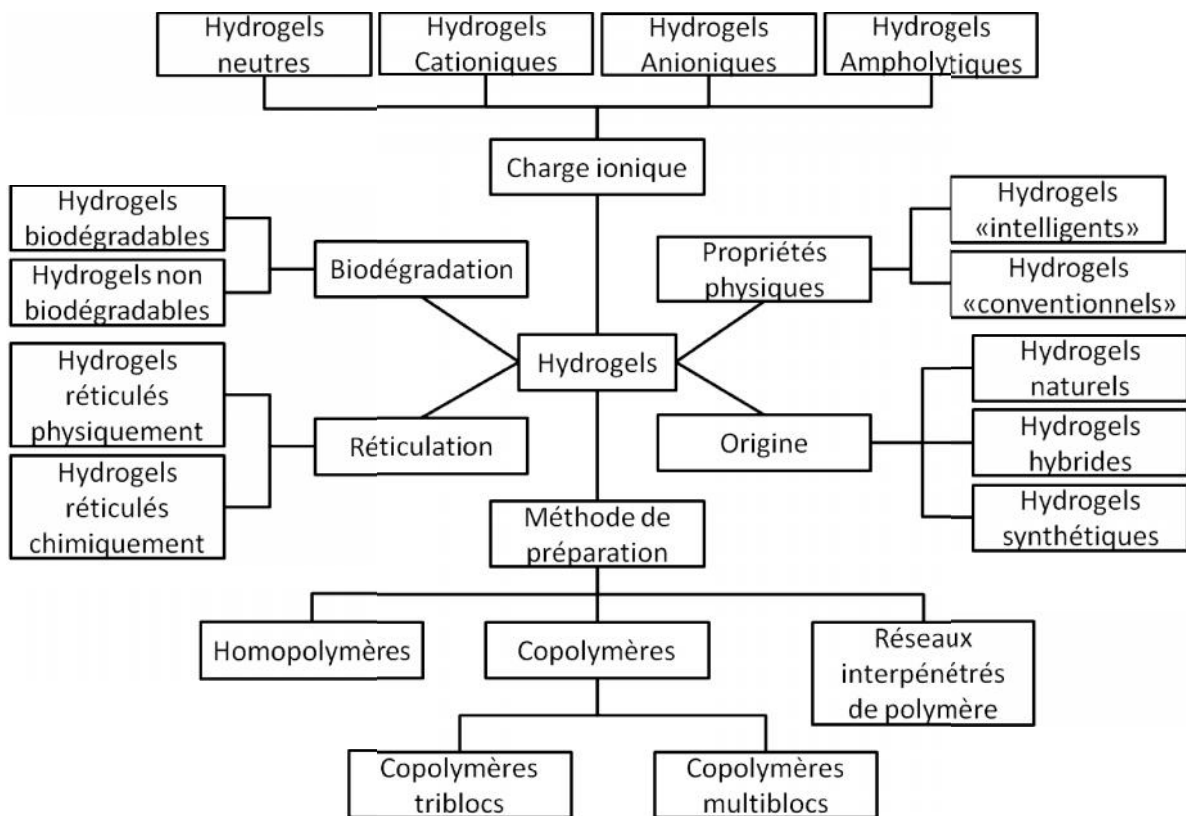 Hydrogels
neutres
Hydrogels
Cationiques
Hydrogels
Anioniques
Hydrogels
Ampholytiques
Charge ionique
Hydrogels
biodégradables
Hydrogels non
biodégradables
Biodégradation
Propriétés
physiques
Hydrogels
«intelligents»
Hydrogels
«conventionnels»
Hydrogels
Hydrogels
réticulés
physiquement
Hydrogels
réticulés
chimiquement
Réticulation
Origine
Hydrogels
naturels
Hydrogels
hybrides
Hydrogels
synthétiques
Méthode de
préparation
Homopolymères
Copolymères
Réseaux
interpénétrés
de polymère
Copolymères
triblocs
Copolymères
multiblocs